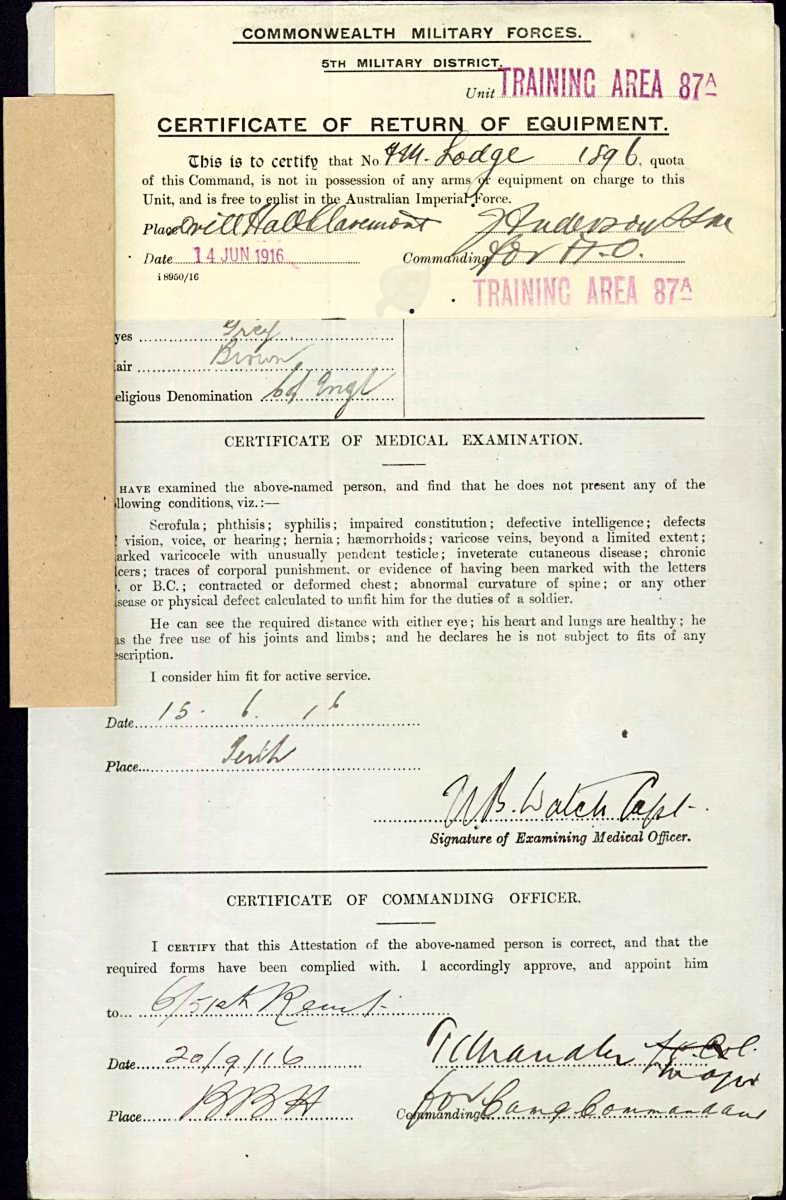 COMMONWEALTH MILITARY FORCES.
5TH MILITARY DISTRICT.
Unit TRAINING AREA 87A
CERTIFICATE OF RETURN OF EQUIPMENT.
This is to certify that No Lodge 1896, quota
of this Command, is not in possession of any arms or equipment on charge to this
Unit, and is free to enlist in the Australian Imperial Force.
Place Drill Hall Claremont
Date 14 JUN 1916 Commanding for
i 8950/16
TRAINING AREA 87A
yes Grey
air Brown
eligious Denomination C of Engl
CERTIFICATE OF MEDICAL EXAMINATION.
HAVE examined the above-named person, and find that he does not present any of the
llowing conditions, viz.:—
Scrofula; phthisis; syphilis; impaired constitution; defective intelligence; defects
f vision, voice, or hearing; hernia; hæmorrhoids; varicose veins, beyond a limited extent;
arked varicocele with unusually pendent testicle; inveterate cutaneous disease; chronic
lcers; traces of corporal punishment, or evidence of having been marked with the letters
. or B.C.; contracted or deformed chest; abnormal curvature of spine; or any other
isease or physical defect calculated to unfit him for the duties of a soldier.
He can see the required distance with either eye; his heart and lungs are healthy; he
as the free use of his joints and limbs; and he declares he is not subject to fits of any
escription.
I consider him fit for active service.
Date 15. 6. 16
Place Perth
Capt.
Signature of Examining Medical Officer.
CERTIFICATE OF COMMANDING OFFICER.
I CERTIFY that this Attestation of the above-named person is correct, and that the
required forms have been complied with. I accordingly approve, and appoint him
to 6/51st Reinf.
Date 20/9/16
Major
Place BBH Commanding for Camp Commandant